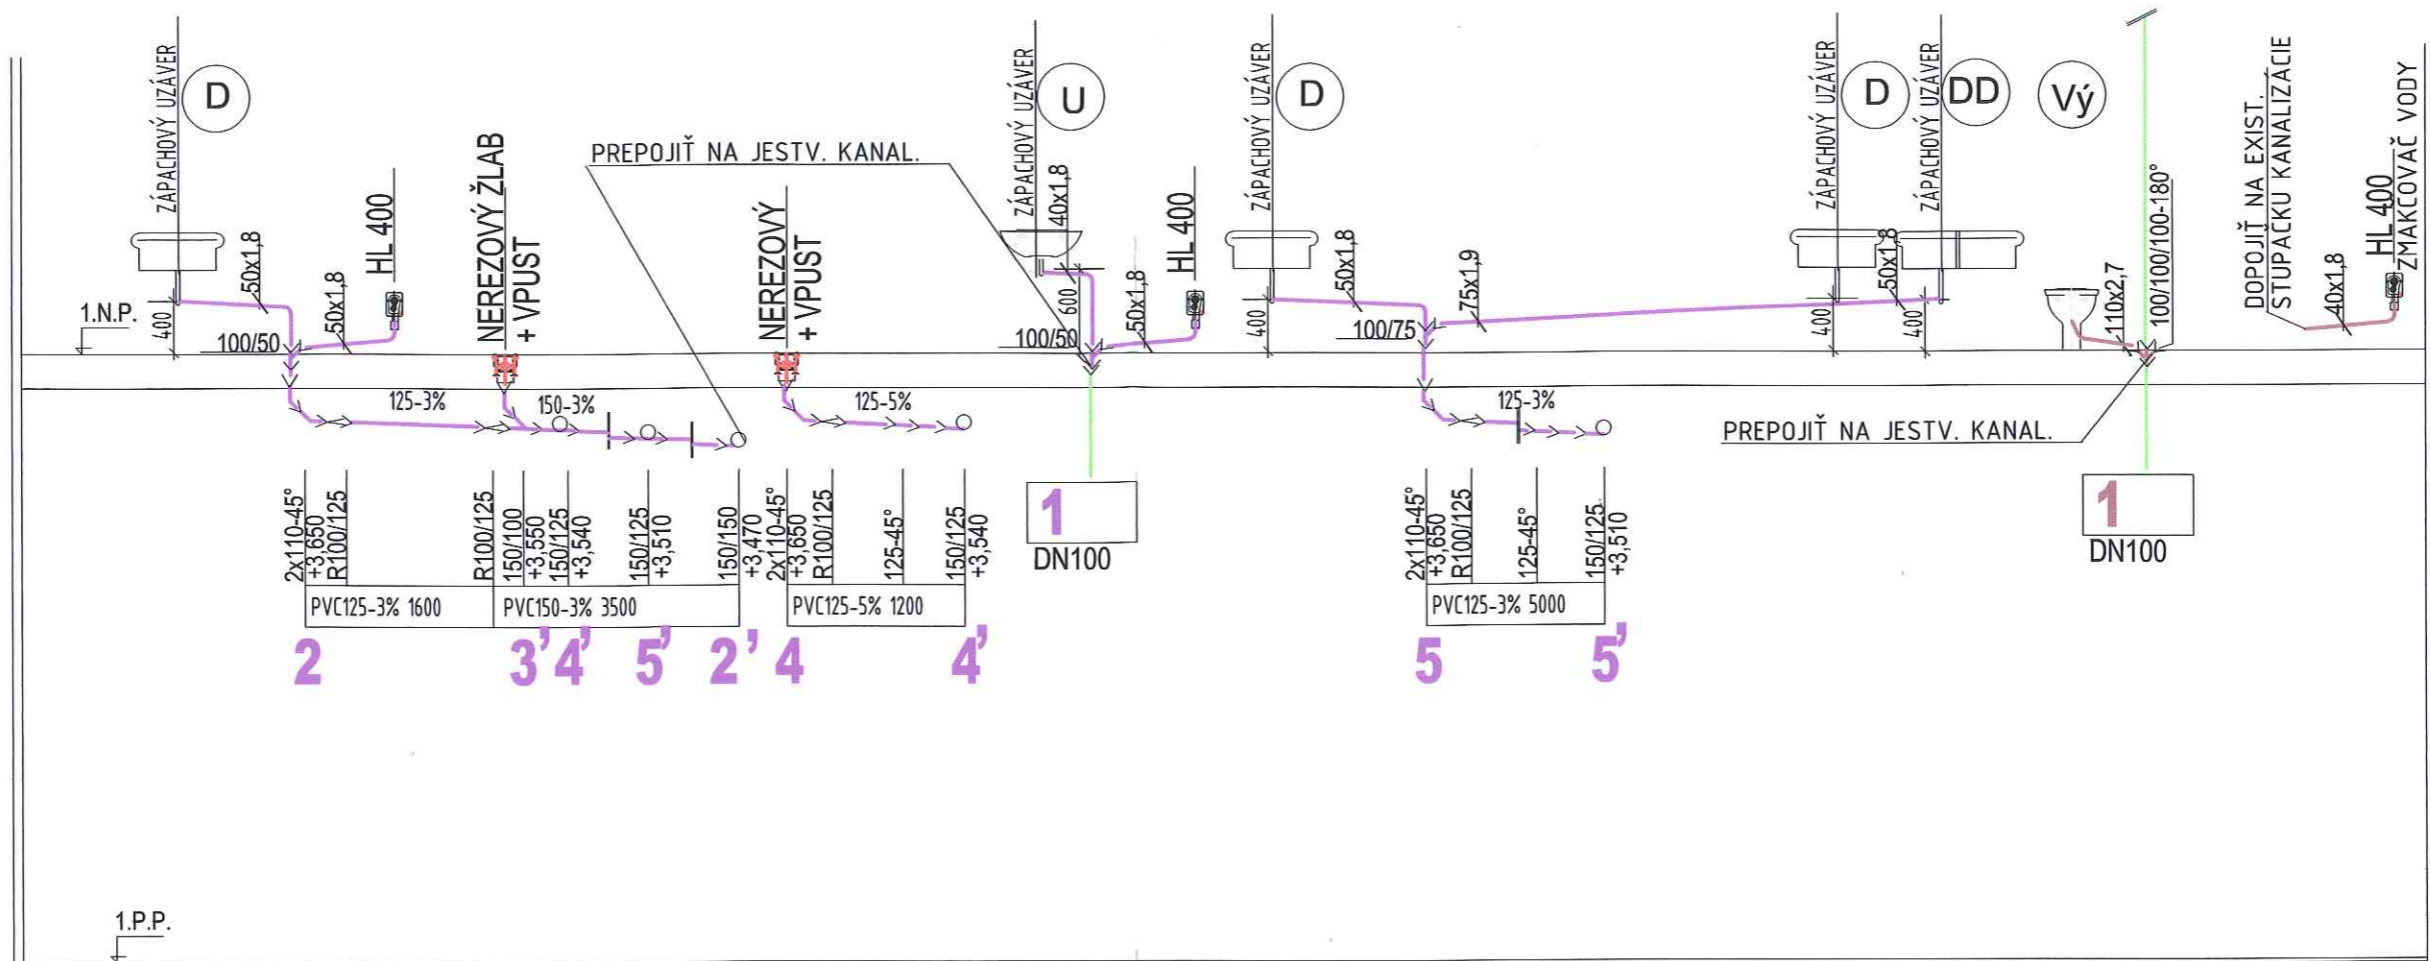 ZÁPACHOVÝ UZÁVER
D
50x1,8
400
1.N.P.
100/50
50x1,8
HL 400
NEREZOVÝ ŽLAB
+ VPUST
PREPOJIŤ NA JESTV. KANAL.
NEREZOVÝ
+ VPUST
ZÁPACHOVÝ UZÁVER
U
40x1,8
600
100/50
50x1,8
HL 400
ZÁPACHOVÝ UZÁVER
D
400
50x1,8
100/75
75x1,9
ZÁPACHOVÝ UZÁVER
D
400
50x1,8
ZÁPACHOVÝ UZÁVER
DD
400
Vý
110x2,7
100/100/100-180°
DOPOJIŤ NA EXIST.
STUPAČKU KANALIZÁCIE
40x1,8
HL 400
ZMÄKČOVAČ VODY
125-3%
150-3%
125-5%
125-3%
PREPOJIŤ NA JESTV. KANAL.
2x110-45°
+3,650
R100/125
R100/125
150/100
+3,550
150/125
+3,540
150/125
+3,510
150/150
+3,470
2x110-45°
+3,650
R100/125
125-45°
150/125
+3,540
1
DN100
2x110-45°
+3,650
R100/125
125-45°
150/125
+3,510
1
DN100
PVC125-3% 1600
PVC150-3% 3500
PVC125-5% 1200
PVC125-3% 5000
2
3'
4'
5'
2'
4
4'
5
5'
1.P.P.